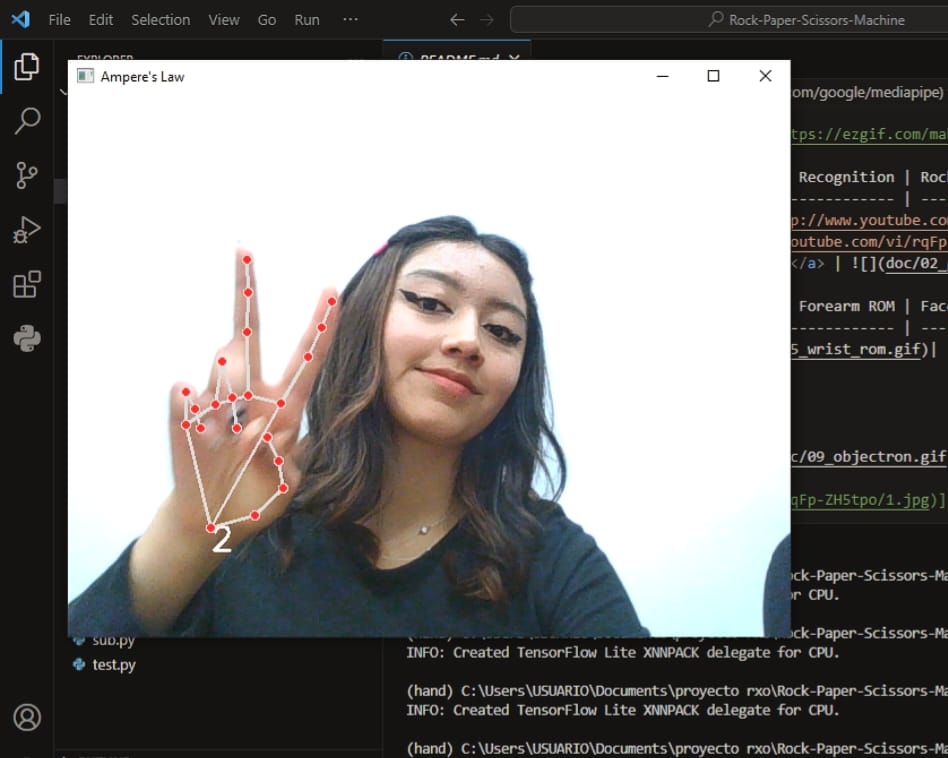 File Edit Selection View Go Run ...
Rock-Paper-Scissors-Machine
EXPLORER
README.md
Ampere's Law
om/google/mediapipe)
tps://ezgif.com/ma
Recognition | Roc
------------ | ---
p://www.youtube.co
outube.com/vi/rqFp
</a> | ![](doc/02_
Forearm ROM | Fac
------------ | ---
5_wrist_rom.gif)|
c/09_objectron.gif
qFp-ZH5tpo/1.jpg)]
2
ock-Paper-Scissors-Ma
or CPU.
sub.py
test.py
ock-Paper-Scissors-Ma
INFO: Created TensorFlow Lite XNNPACK delegate for CPU.
(hand) C:\Users\USUARIO\Documents\proyecto rxo\Rock-Paper-Scissors-Ma
INFO: Created TensorFlow Lite XNNPACK delegate for CPU.
(hand) C:\Users\USUARIO\Documents\proyecto rxo\Rock-Paper-Scissors-Ma